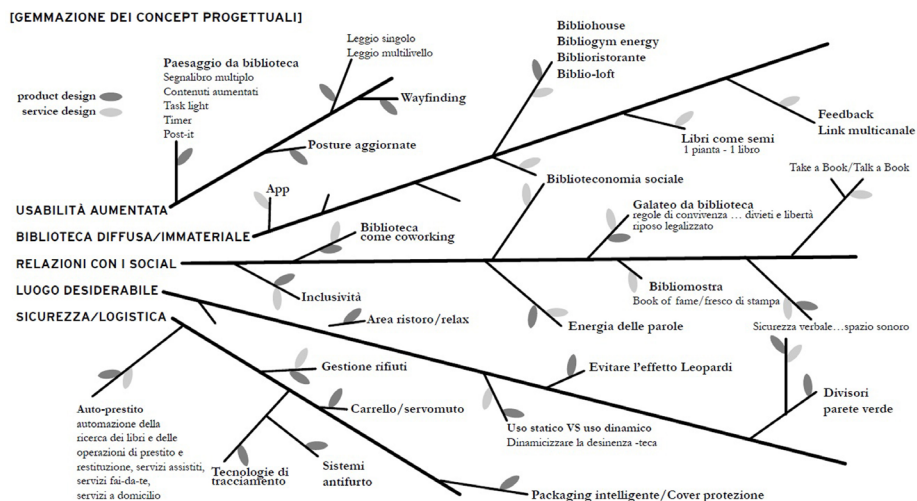 [GEMMAZIONE DEI CONCEPT PROGETTUALI]
product design
service design
Paesaggio da biblioteca
Segnalibro multiplo
Contenuti aumentati
Task light
Timer
Post-it
Leggio singolo
Leggio multilivello
Wayfinding
Posture aggiornate
Bibliohouse
Bibliogym energy
Biblioristorante
Biblio-loft
Feedback
Link multicanale
Libri come semi
1 pianta - 1 libro
Take a Book/Talk a Book
App
Biblioteconomia sociale
USABILITÀ AUMENTATA
BIBLIOTECA DIFFUSA/IMMATERIALE
RELAZIONI CON I SOCIAL
LUOGO DESIDERABILE
SICUREZZA/LOGISTICA
Biblioteca
come coworking
Galateo da biblioteca
regole di convivenza ... divieti e libertà
riposo legalizzato
Inclusività
Bibliomostra
Book of fame/fresco di stampa
Area ristoro/relax
Energia delle parole
Sicurezza verbale...spazio sonoro
Gestione rifiuti
Evitare l'effetto Leopardi
Divisori
parete verde
Auto-prestito
automazione della
ricerca dei libri e delle
operazioni di prestito e
restituzione, servizi assistiti,
servizi fai-da-te,
servizi a domicilio
Carrello/servomuto
Uso statico VS uso dinamico
Dinamicizzare la desinenza -teca
Tecnologie di
tracciamento
Sistemi
antifurto
Packaging intelligente/Cover protezione